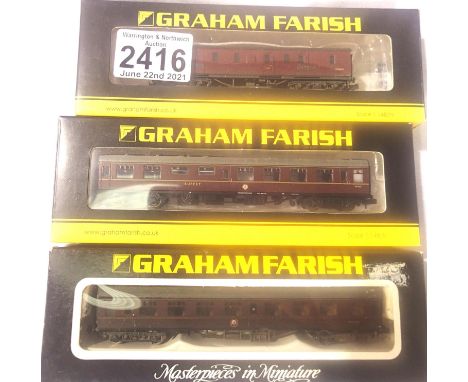 GRAHAM FARISH
Warrington & Northwich
Auction
2416
June 22nd 2021
www.grahamfarish.co.uk
GRAHAM FARISH
BUFFET
www.grahamfarish.co.uk
GRAHAM FARISH
Masterpieces in Miniature